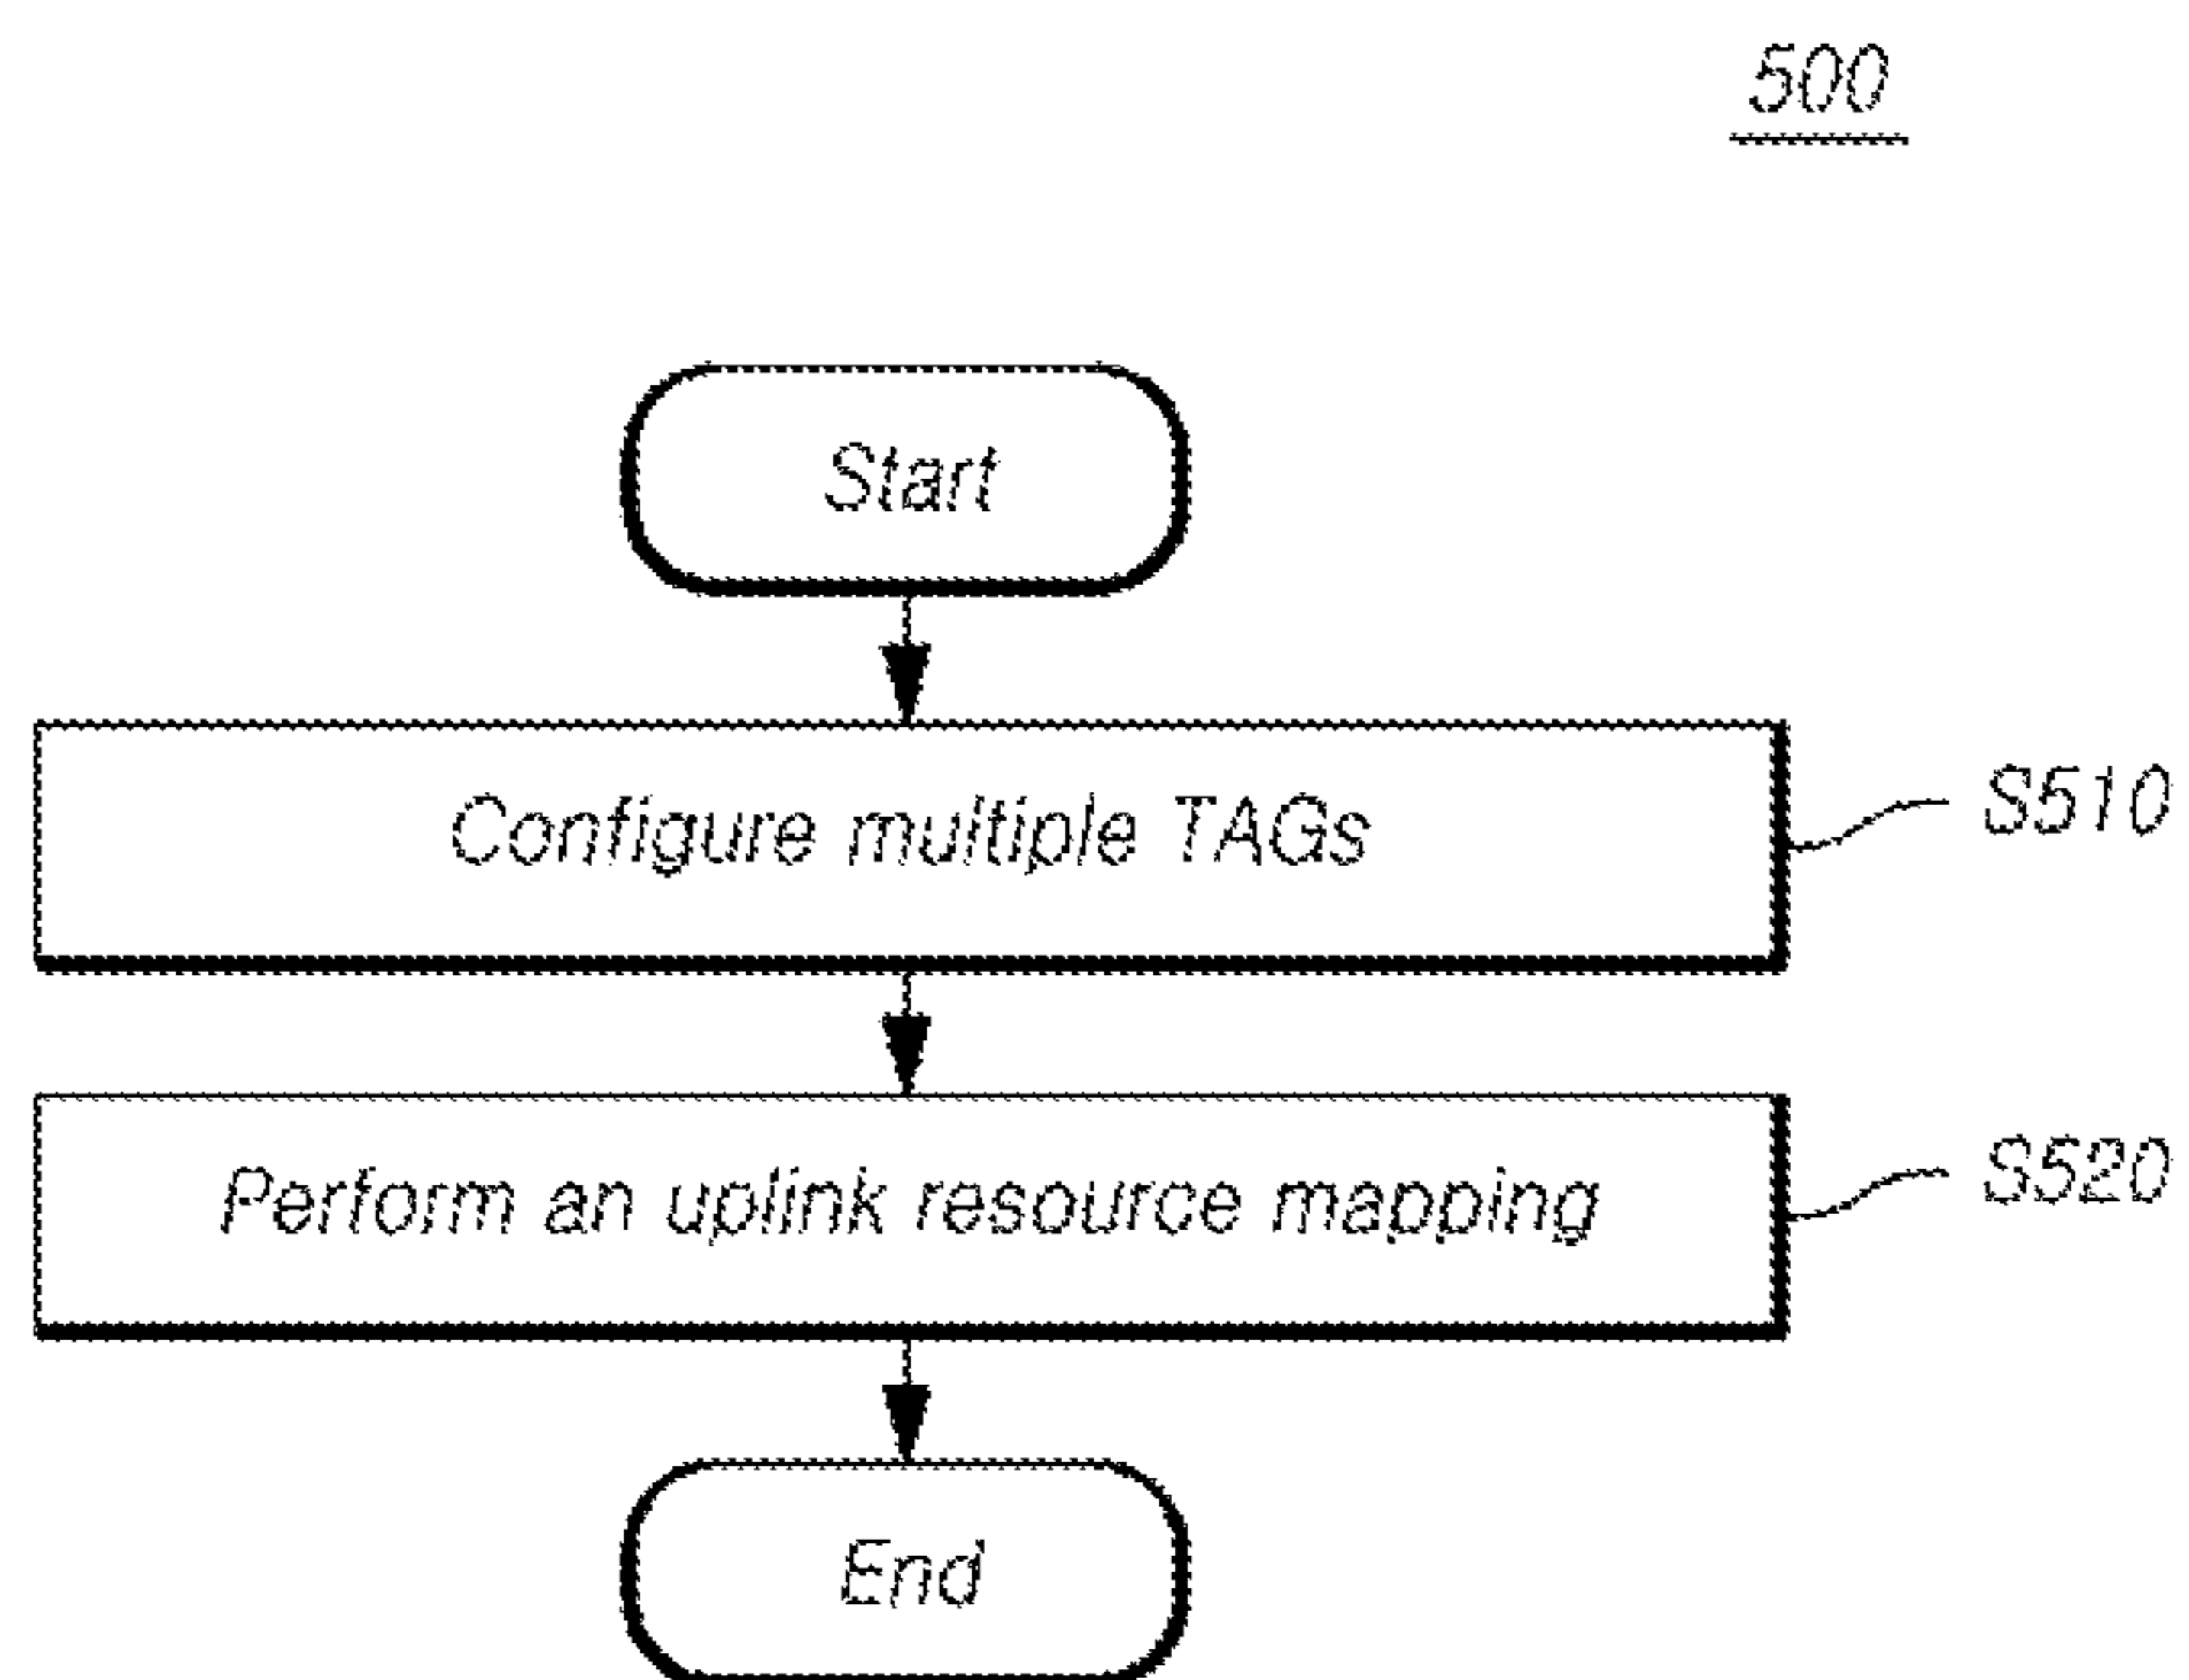 500
Start
Configure multiple TAGs
S510
Perform an uplink resource mapping
S520
End